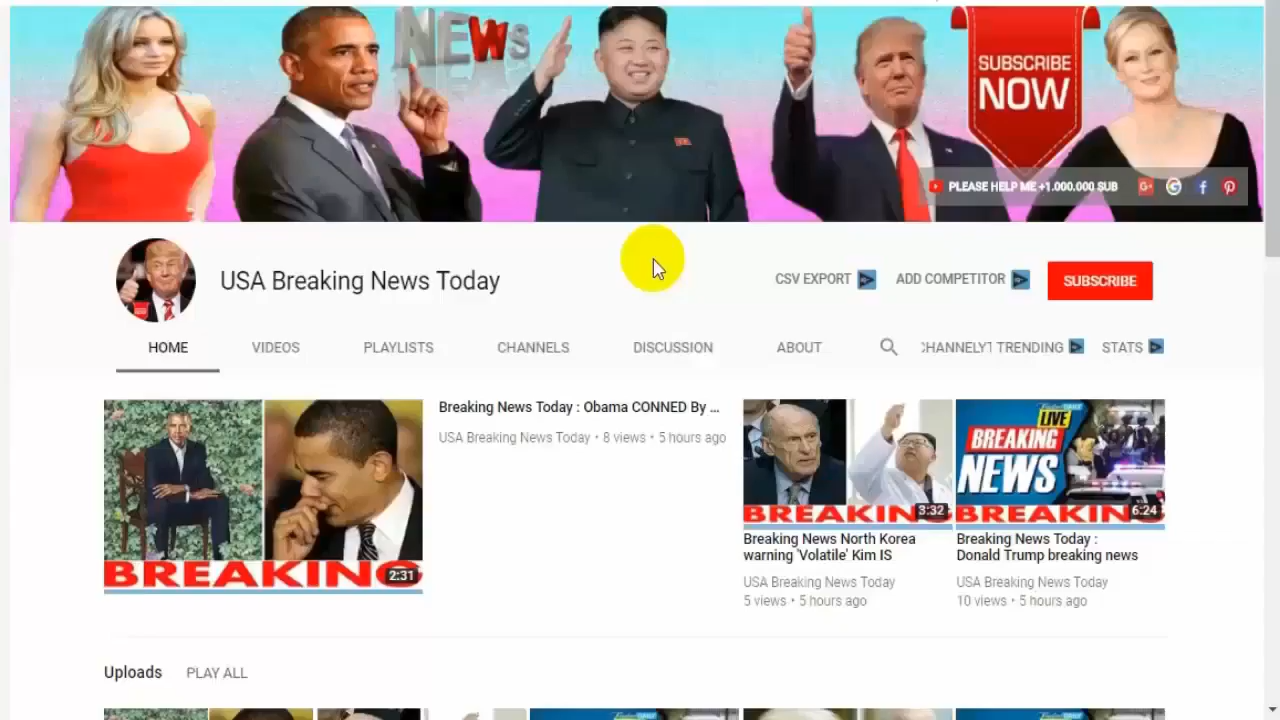 NEWS
SUBSCRIBE
NOW
PLEASE HELP ME +1.000.000 SUB
USA Breaking News Today
CSV EXPORT
ADD COMPETITOR
SUBSCRIBE
HOME
VIDEOS
PLAYLISTS
CHANNELS
DISCUSSION
ABOUT
CHANNELYT TRENDING
STATS
BREAKING
2:31
Breaking News Today : Obama CONNED By ...
USA Breaking News Today • 8 views • 5 hours ago
BREAKIN
3:32
Breaking News North Korea
warning 'Volatile' Kim IS
USA Breaking News Today
5 views • 5 hours ago
LIVE
BREAKING
NEWS
BREAKIN
6:24
Breaking News Today :
Donald Trump breaking news
USA Breaking News Today
10 views • 5 hours ago
Uploads
PLAY ALL